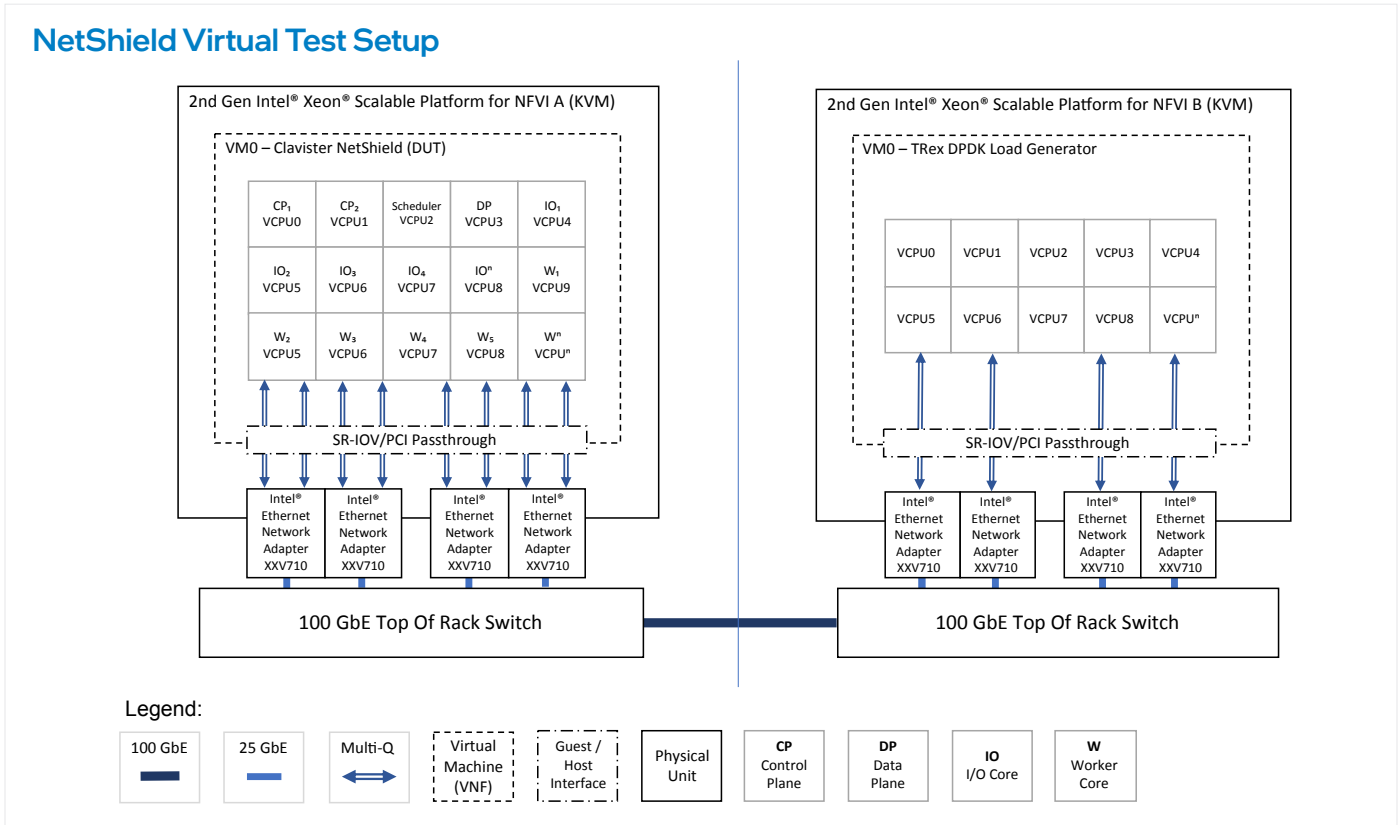 NetShield Virtual Test Setup
2nd Gen Intel® Xeon® Scalable Platform for NFVI A (KVM)
VM0 – Clavister NetShield (DUT)
CP₁
VCPU0
CP₂
VCPU1
Scheduler
VCPU2
DP
VCPU3
IO₁
VCPU4
IO₂
VCPU5
IO₃
VCPU6
IO₄
VCPU7
IOⁿ
VCPU8
W₁
VCPU9
W₂
VCPU5
W₃
VCPU6
W₄
VCPU7
W₅
VCPU8
Wⁿ
VCPUⁿ
SR-IOV/PCI Passthrough
Intel®
Ethernet
Network
Adapter
XXV710
Intel®
Ethernet
Network
Adapter
XXV710
Intel®
Ethernet
Network
Adapter
XXV710
Intel®
Ethernet
Network
Adapter
XXV710
100 GbE Top Of Rack Switch
2nd Gen Intel® Xeon® Scalable Platform for NFVI B (KVM)
VM0 – TRex DPDK Load Generator
VCPU0
VCPU1
VCPU2
VCPU3
VCPU4
VCPU5
VCPU6
VCPU7
VCPU8
VCPUⁿ
SR-IOV/PCI Passthrough
Intel®
Ethernet
Network
Adapter
XXV710
Intel®
Ethernet
Network
Adapter
XXV710
Intel®
Ethernet
Network
Adapter
XXV710
Intel®
Ethernet
Network
Adapter
XXV710
100 GbE Top Of Rack Switch
Legend:
100 GbE
25 GbE
Multi-Q
Virtual
Machine
(VNF)
Guest /
Host
Interface
Physical
Unit
CP
Control
Plane
DP
Data
Plane
IO
I/O Core
W
Worker
Core